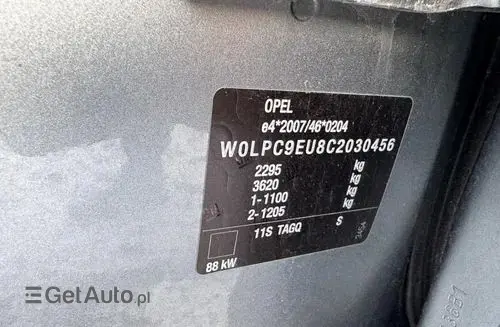 OPEL
e4*2007/46*0204
W0LPC9EU8C2030456
2295 kg
3620 kg
1-1100 kg
2-1205
11S TAGQ S
3454
88 kW
GetAuto.pl